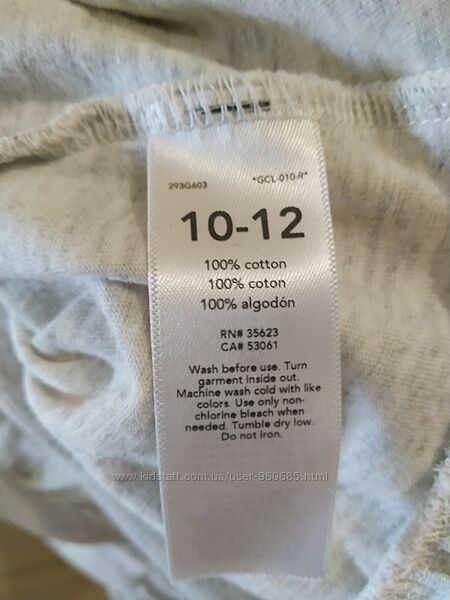 293G603 *GCL-010-R*
10-12
100% cotton
100% coton
100% algodón
RN# 35623
CA# 53061
Wash before use. Turn
garment inside out.
Machine wash cold with like
colors. Use only non-
chlorine bleach when
needed. Tumble dry low.
Do not iron.
www.kidstaff.com.ua/user-960685.html